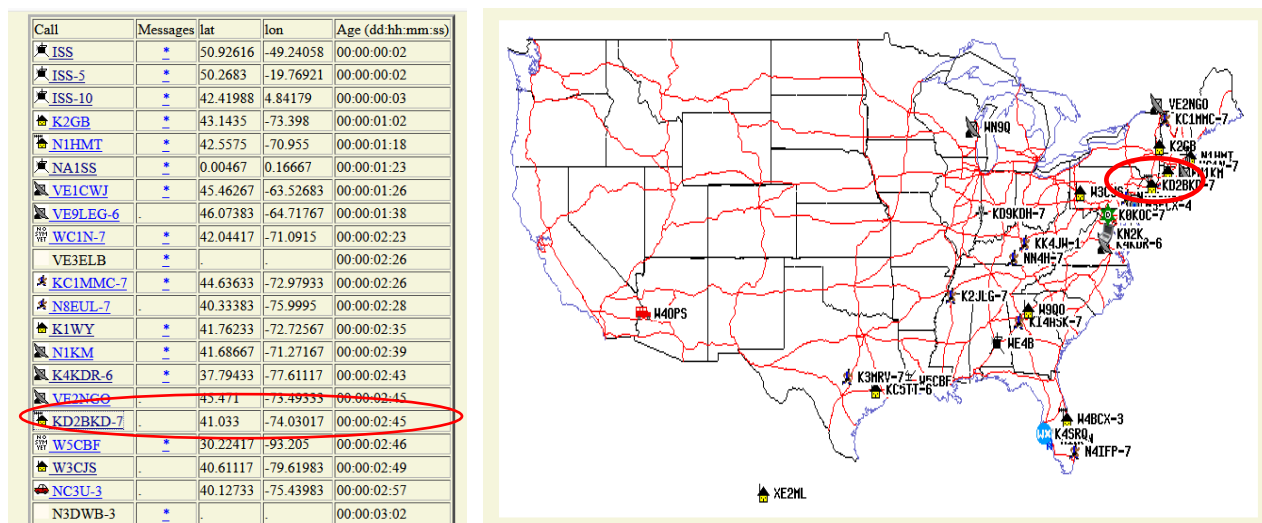 Call Messages lat lon Age (dd:hh:mm:ss)
ISS * 50.92616 -49.24058 00:00:00:02
ISS-5 * 50.2683 -19.76921 00:00:00:02
ISS-10 * 42.41988 4.84179 00:00:00:03
K2GB * 43.1435 -73.398 00:00:01:02
N1HMT * 42.5575 -70.955 00:00:01:18
NA1SS * 0.00467 0.16667 00:00:01:23
VE1CWJ * 45.46267 -63.52683 00:00:01:26
VE9LEG-6 . 46.07383 -64.71767 00:00:01:38
NO SYM YET WC1N-7 * 42.04417 -71.0915 00:00:02:23
VE3ELB * . . 00:00:02:26
KC1MMC-7 * 44.63633 -72.97933 00:00:02:26
N8EUL-7 . 40.33383 -75.9995 00:00:02:28
K1WY * 41.76233 -72.72567 00:00:02:35
N1KM * 41.68667 -71.27167 00:00:02:39
K4KDR-6 * 37.79433 -77.61117 00:00:02:43
VE2NGO . 45.471 -73.49333 00:00:02:45
KD2BKD-7 . 41.033 -74.03017 00:00:02:45
NO SYM YET W5CBF * 30.22417 -93.205 00:00:02:46
W3CJS . 40.61117 -79.61983 00:00:02:49
NC3U-3 . 40.12733 -75.43983 00:00:02:57
N3DWB-3 * . . 00:00:03:02
VE2NGO
KC1MMC-7
WN9Q
K2GB
N1HMT
KD2BKD-7
KD9KDH-7
K0KOC-7
KN2K
K4KDR-6
KK4JW-1
NN4H-7
K2JLG-7
W4OPS
W9OO
KI4HSK-7
WE4B
K3MRV-7
W5CBF
KC5TT-6
W4BCX-3
WX K4SRQ
N4IFP-7
XE2ML